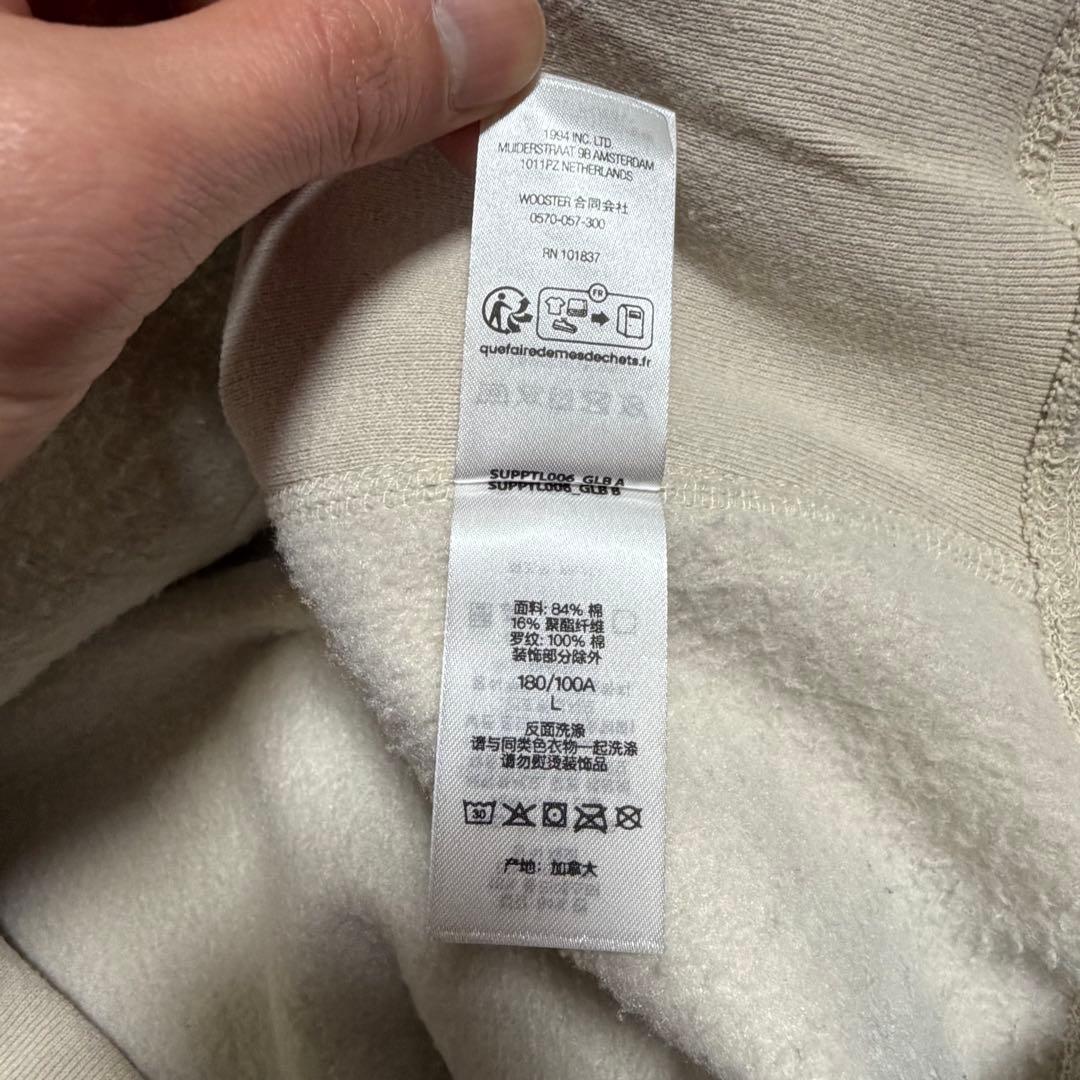 1994 INC. LTD.
MUIDERSTRAAT 9B AMSTERDAM
1011PZ NETHERLANDS
WOOSTER 合同会社
0570-057-300
RN 101837
FR
quefairedemesdechets.fr
SUPPTL006_GLB A
SUPPTL006_GLB B
面料: 84% 棉
16% 聚酯纤维
罗纹: 100% 棉
装饰部分除外
180/100A
L
反面洗涤
请与同类色衣物一起洗涤
请勿熨烫装饰品
30
产地: 加拿大